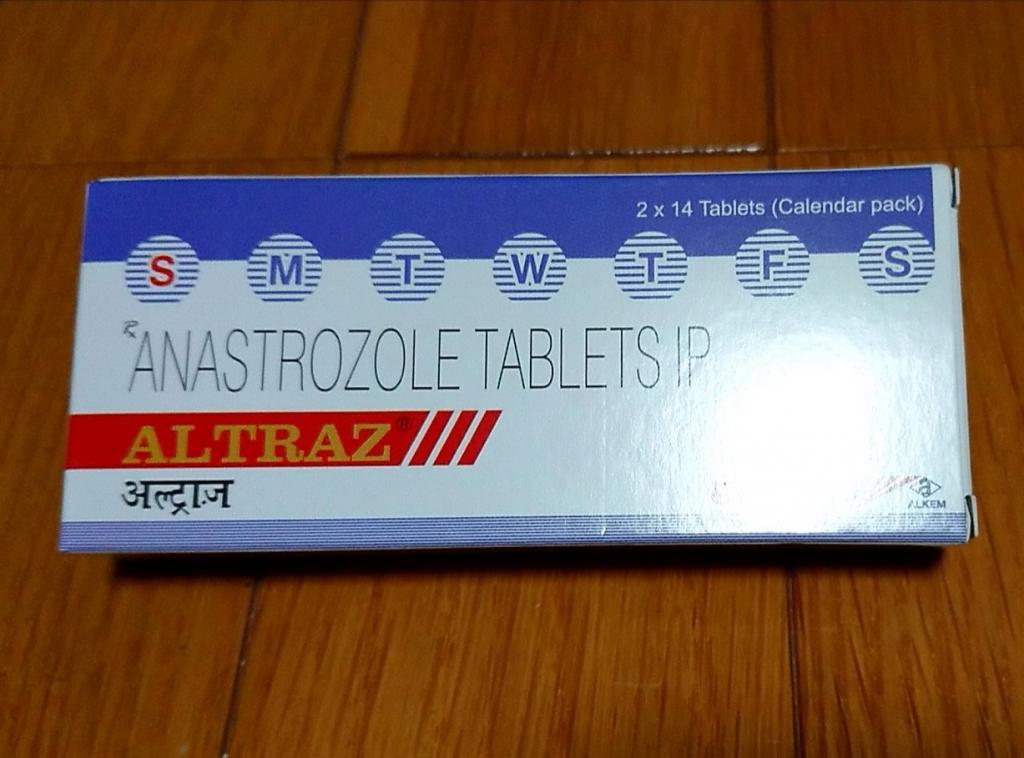 2 x 14 Tablets (Calendar pack)
S M T W T F S
℞ ANASTROZOLE TABLETS IP
ALTRAZ®
अल्ट्राज़
ALKEM